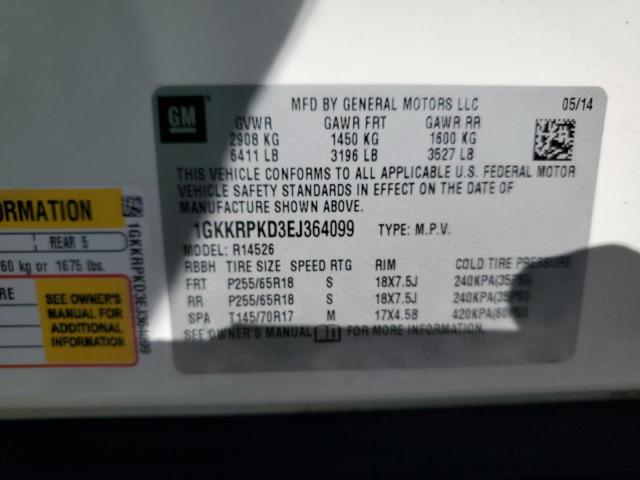 GM
MFD BY GENERAL MOTORS LLC 05/14
GVWR GAWR FRT GAWR RR
2908 KG 1450 KG 1600 KG
6411 LB 3196 LB 3527 LB
THIS VEHICLE CONFORMS TO ALL APPLICABLE U.S. FEDERAL MOTOR
VEHICLE SAFETY STANDARDS IN EFFECT ON THE DATE OF
MANUFACTURE SHOWN ABOVE.
1GKKRPKD3EJ364099 TYPE: M.P.V.
MODEL: R14526
RBBH TIRE SIZE SPEED RTG RIM COLD TIRE PRESSURE
FRT P255/65R18 S 18X7.5J 240KPA(35PSI)
RR P255/65R18 S 18X7.5J 240KPA(35PSI)
SPA T145/70R17 M 17X4.5B 420KPA(60PSI)
SEE OWNER'S MANUAL FOR MORE INFORMATION.
ORMATION
REAR 5
60 kg or 1675 lbs.
RE
SEE OWNER'S
MANUAL FOR
ADDITIONAL
INFORMATION
1GKKRPKD3EJ364099